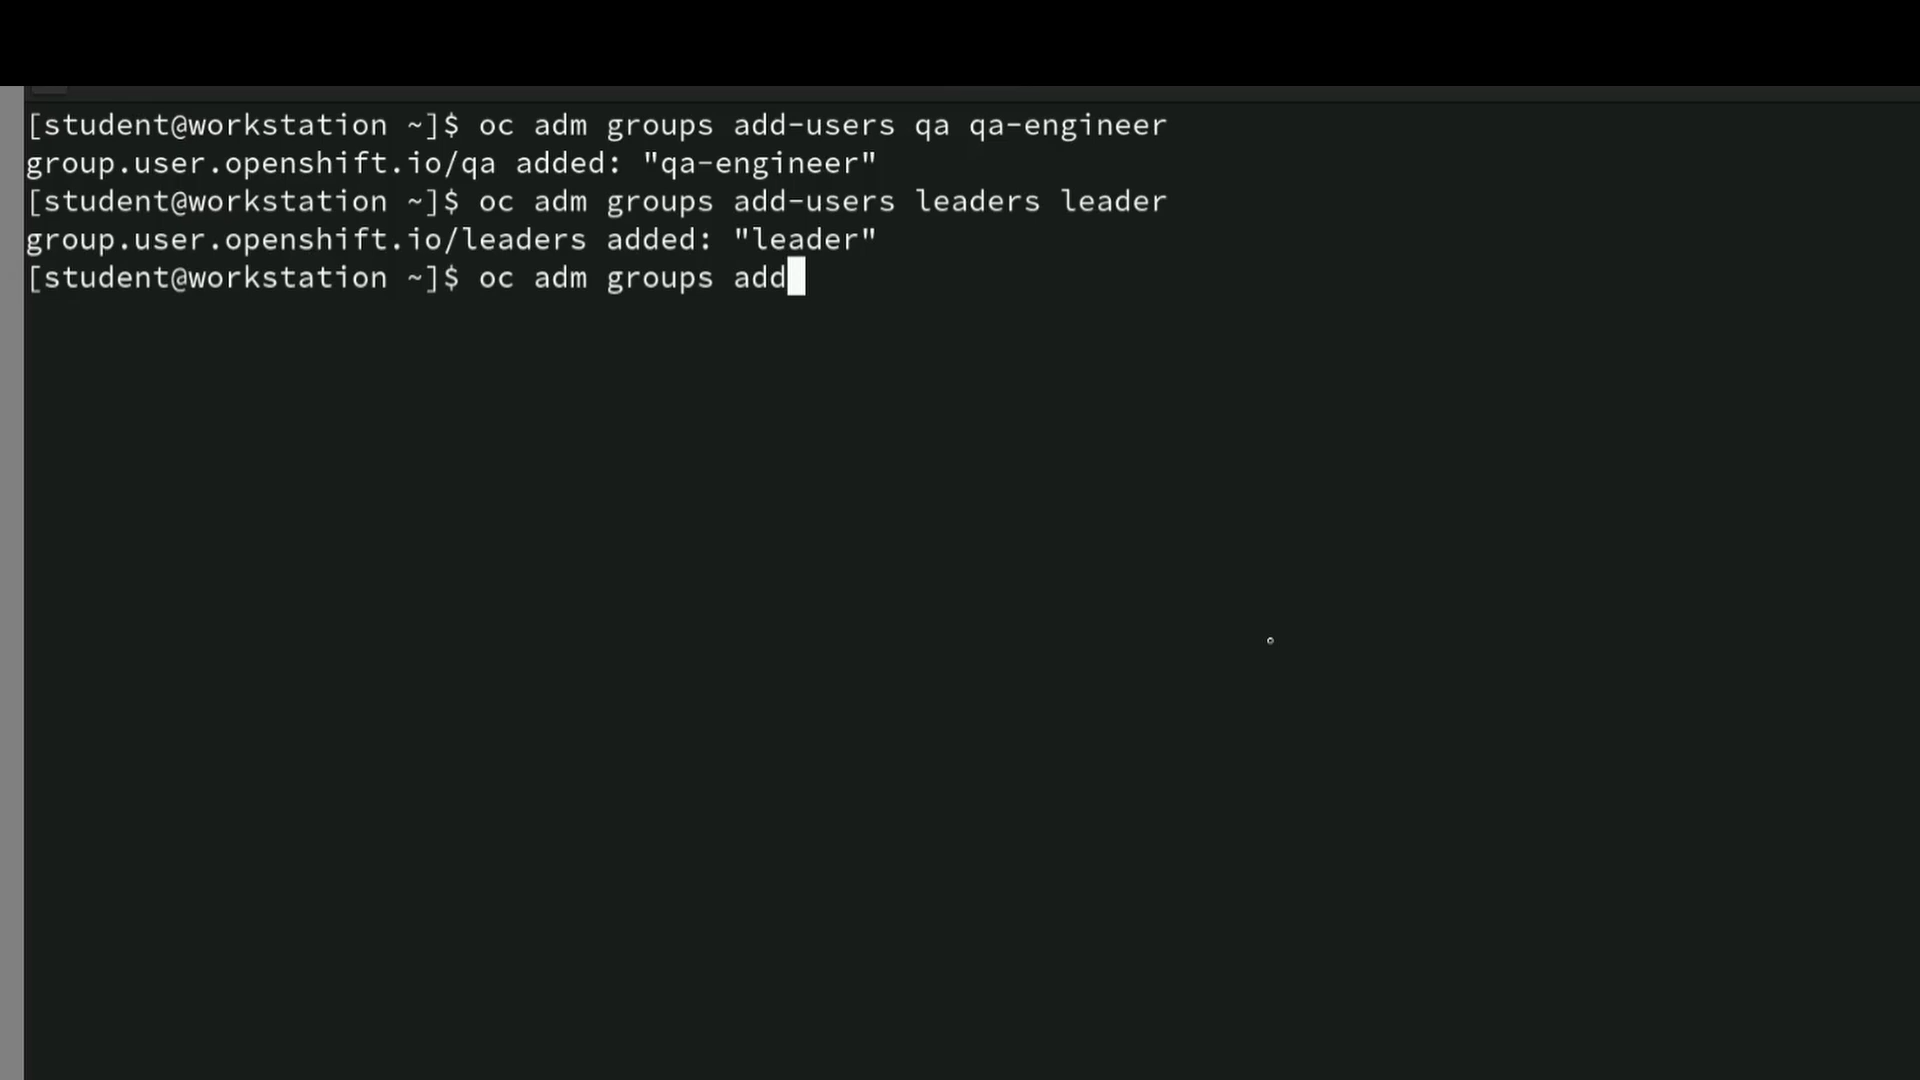 [student@workstation ~]$ oc adm groups add-users qa qa-engineer
group.user.openshift.io/qa added: "qa-engineer"
[student@workstation ~]$ oc adm groups add-users leaders leader
group.user.openshift.io/leaders added: "leader"
[student@workstation ~]$ oc adm groups add